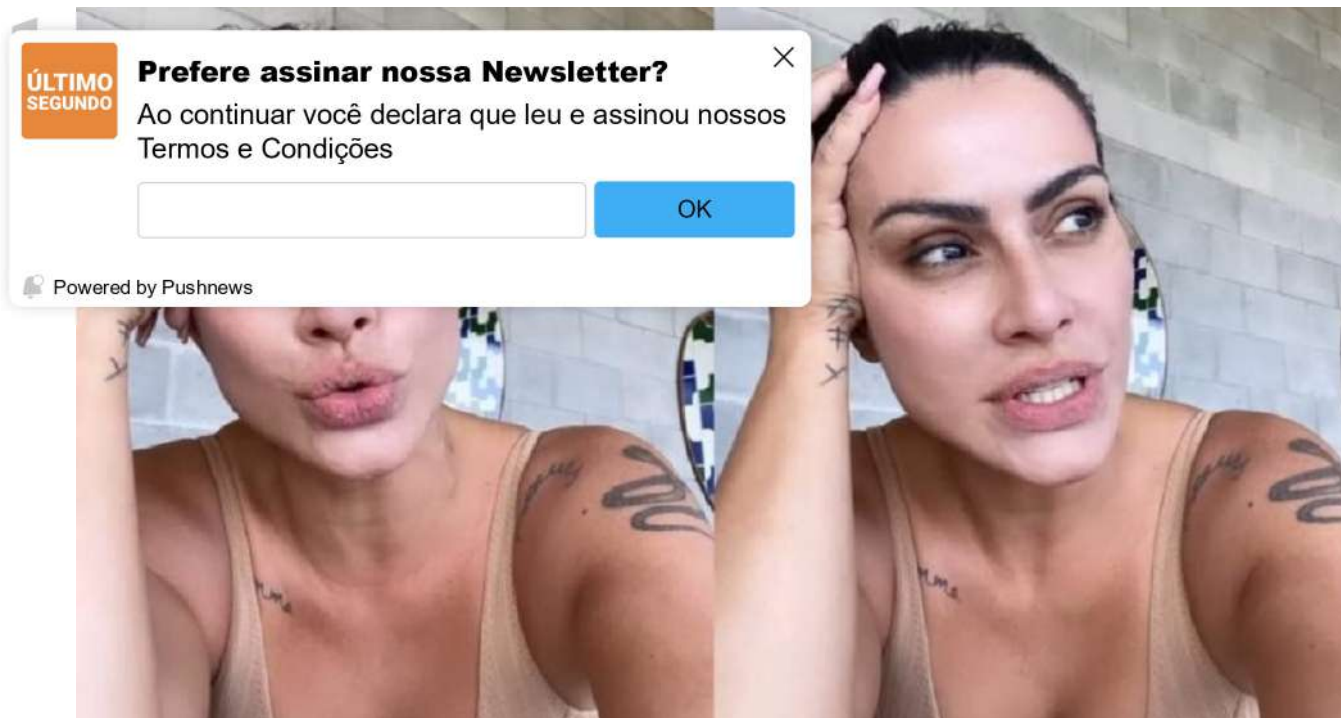 ÚLTIMO
SEGUNDO
Prefere assinar nossa Newsletter?
Ao continuar você declara que leu e assinou nossos
Termos e Condições
OK
Powered by Pushnews